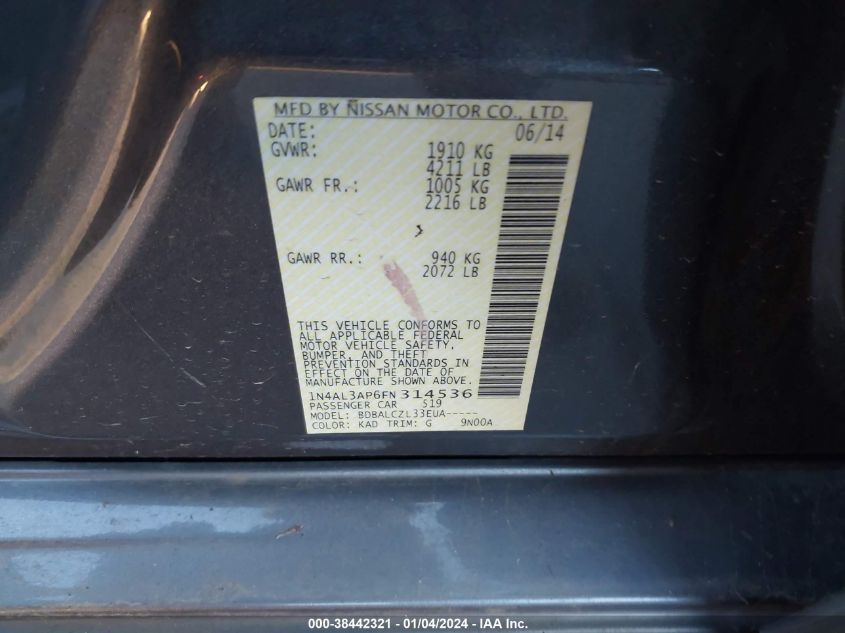 MFD BY NISSAN MOTOR CO., LTD.
DATE: 06/14
GVWR: 1910 KG
4211 LB
GAWR FR.: 1005 KG
2216 LB
GAWR RR.: 940 KG
2072 LB
THIS VEHICLE CONFORMS TO
ALL APPLICABLE FEDERAL
MOTOR VEHICLE SAFETY,
BUMPER, AND THEFT
PREVENTION STANDARDS IN
EFFECT ON THE DATE OF
MANUFACTURE SHOWN ABOVE.
1N4AL3AP6FN314536
PASSENGER CAR 519
MODEL: BDBALCZL33EUA-----
COLOR: KAD TRIM: G 9N00A
000-38442321 - 01/04/2024 - IAA Inc.